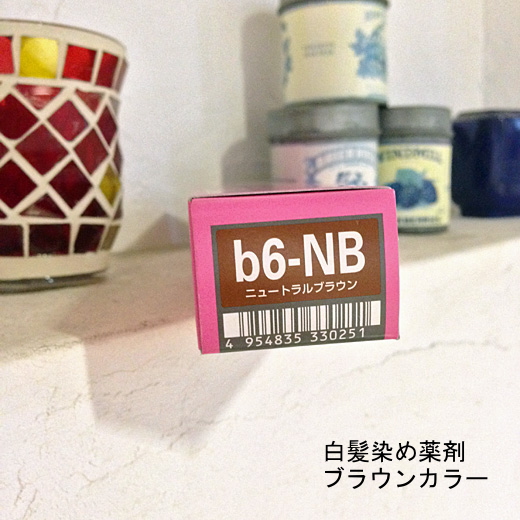 b6-NB
ニュートラルブラウン
4 954835 330251
白髪染め薬剤
ブラウンカラー